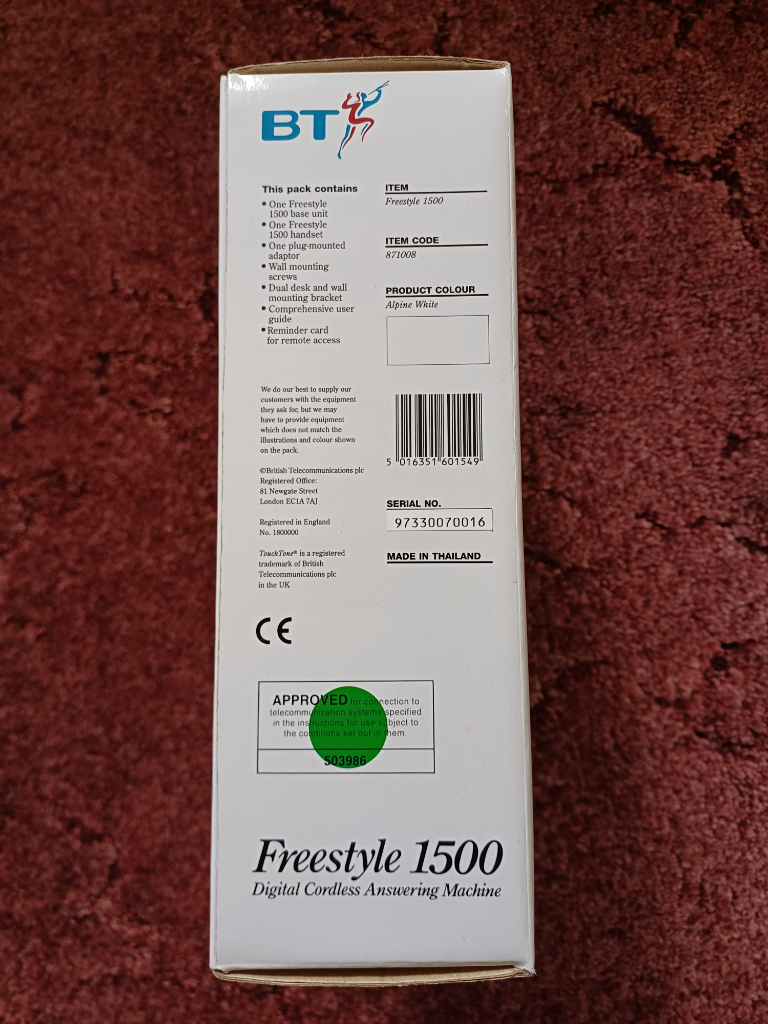 BT
This pack contains
• One Freestyle
1500 base unit
• One Freestyle
1500 handset
• One plug-mounted
adaptor
• Wall mounting
screws
• Dual desk and wall
mounting bracket
• Comprehensive user
guide
• Reminder card
for remote access
ITEM
Freestyle 1500
ITEM CODE
871008
PRODUCT COLOUR
Alpine White
We do our best to supply our
customers with the equipment
they ask for, but we may
have to provide equipment
which does not match the
illustrations and colour shown
on the pack.
©British Telecommunications plc
Registered Office:
81 Newgate Street
London EC1A 7AJ
Registered in England
No. 1800000
TouchTone® is a registered
trademark of British
Telecommunications plc
in the UK
5 016351 601549
SERIAL NO.
97330070016
MADE IN THAILAND
CE
APPROVED for connection to
telecommunication systems specified
in the instructions for use subject to
the conditions set out in them.
503986
Freestyle 1500
Digital Cordless Answering Machine